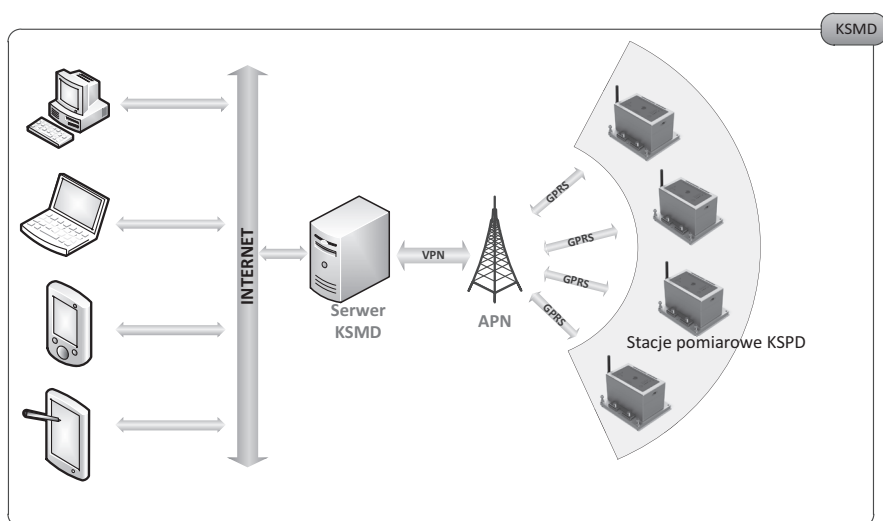 KSMD
INTERNET
Serwer
KSMD
VPN
APN
GPRS
GPRS
GPRS
GPRS
Stacje pomiarowe KSPD